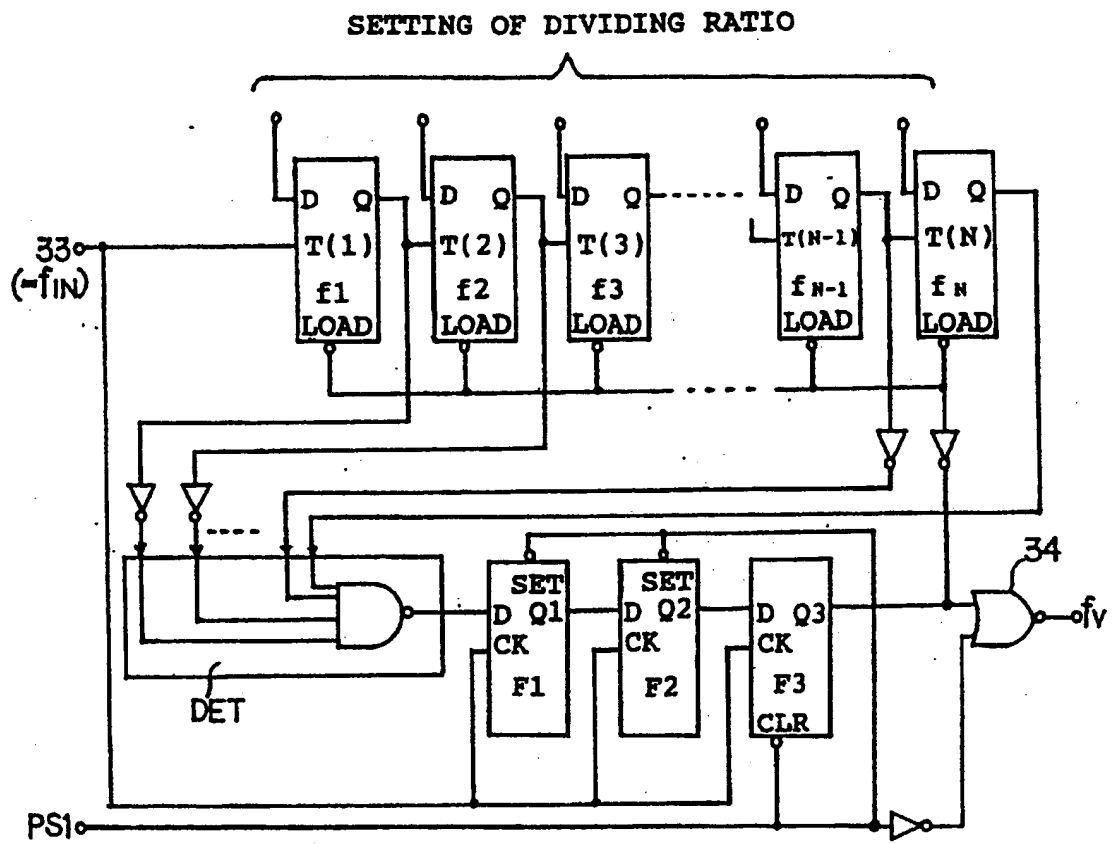 SETTING OF DIVIDING RATIO
D Q D Q D Q D Q D Q
33 T(1) T(2) T(3) T(N-1) T(N)
(=fIN)
f1 f2 f3 fN-1 fN
LOAD LOAD LOAD LOAD LOAD
34
SET SET
D Q1 D Q2 D Q3 fV
CK CK CK
F1 F2 F3
DET
CLR
PS1